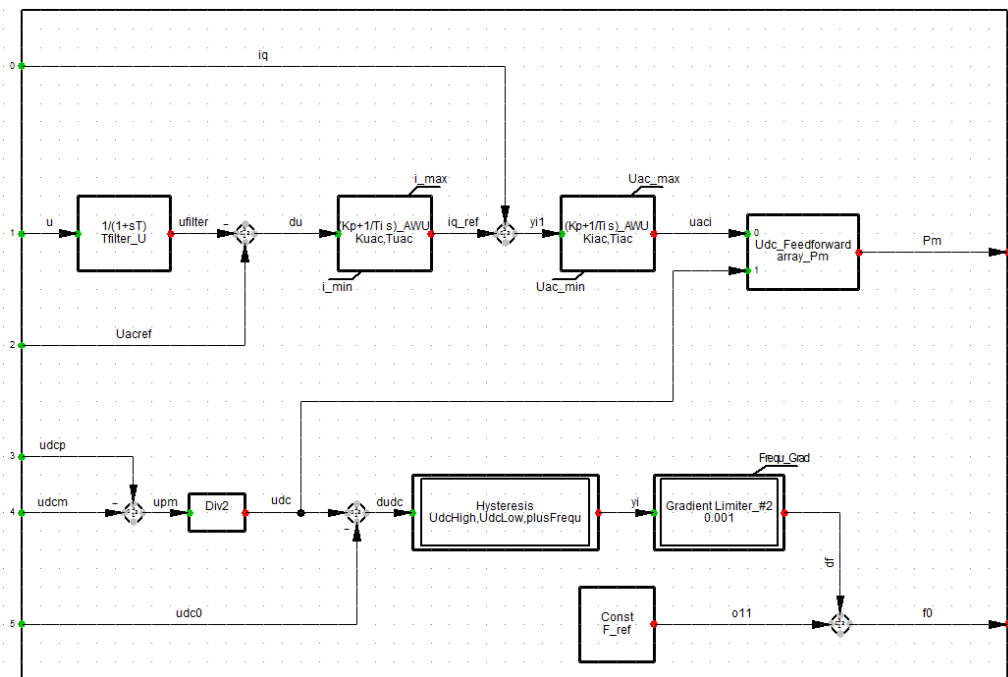 iq
0
i_max
Uac_max
u
1/(1+sT)
Tfilter_U
ufilter
–
du
(Kp+1/Ti s)_AWU
Kuac,Tuac
iq_ref
yi1
(Kp+1/Ti s)_AWU
Kiac,Tiac
uaci
0
1
Udc_Feedforward
array_Pm
Pm
1
i_min
Uac_min
Uacref
2
udcp
3
Frequ_Grad
udcm
–
upm
Div2
udc
–
dudc
Hysteresis
UdcHigh,UdcLow,plusFrequ
yi
Gradient Limiter_#2
0.001
4
df
udc0
5
Const
F_ref
o11
f0